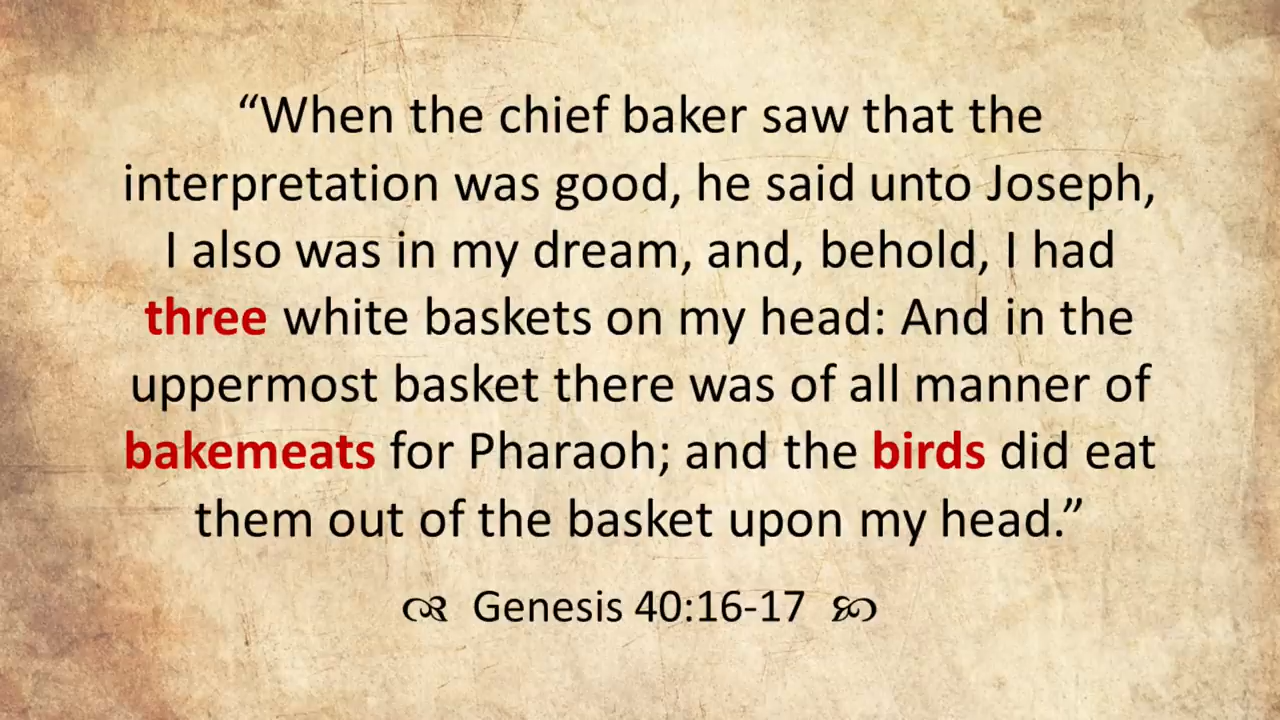 “When the chief baker saw that the
interpretation was good, he said unto Joseph,
I also was in my dream, and, behold, I had
three white baskets on my head: And in the
uppermost basket there was of all manner of
bakemeats for Pharaoh; and the birds did eat
them out of the basket upon my head.”
Genesis 40:16-17